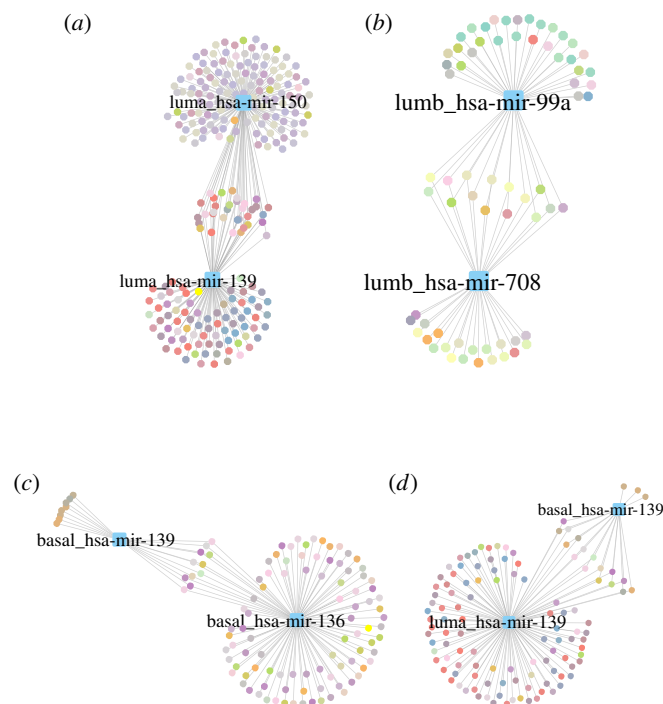 (a)
(b)
luma_hsa-mir-150
lumb_hsa-mir-99a
luma_hsa-mir-139
lumb_hsa-mir-708
(c)
(d)
basal_hsa-mir-139
basal_hsa-mir-139
basal_hsa-mir-136
luma_hsa-mir-139